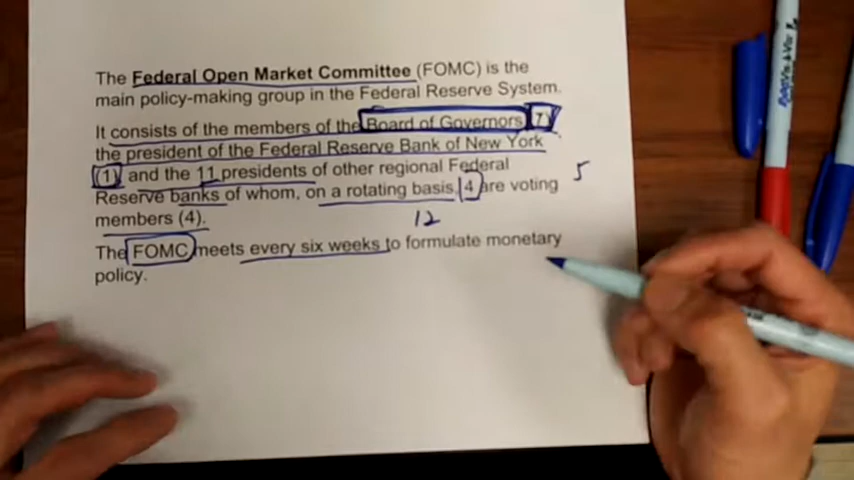 The Federal Open Market Committee (FOMC) is the
main policy-making group in the Federal Reserve System.
It consists of the members of the Board of Governors (7)
the president of the Federal Reserve Bank of New York
(1) and the 11 presidents of other regional Federal
Reserve banks of whom, on a rotating basis, 4 are voting 5
members (4).
12
The FOMC meets every six weeks to formulate monetary
policy.